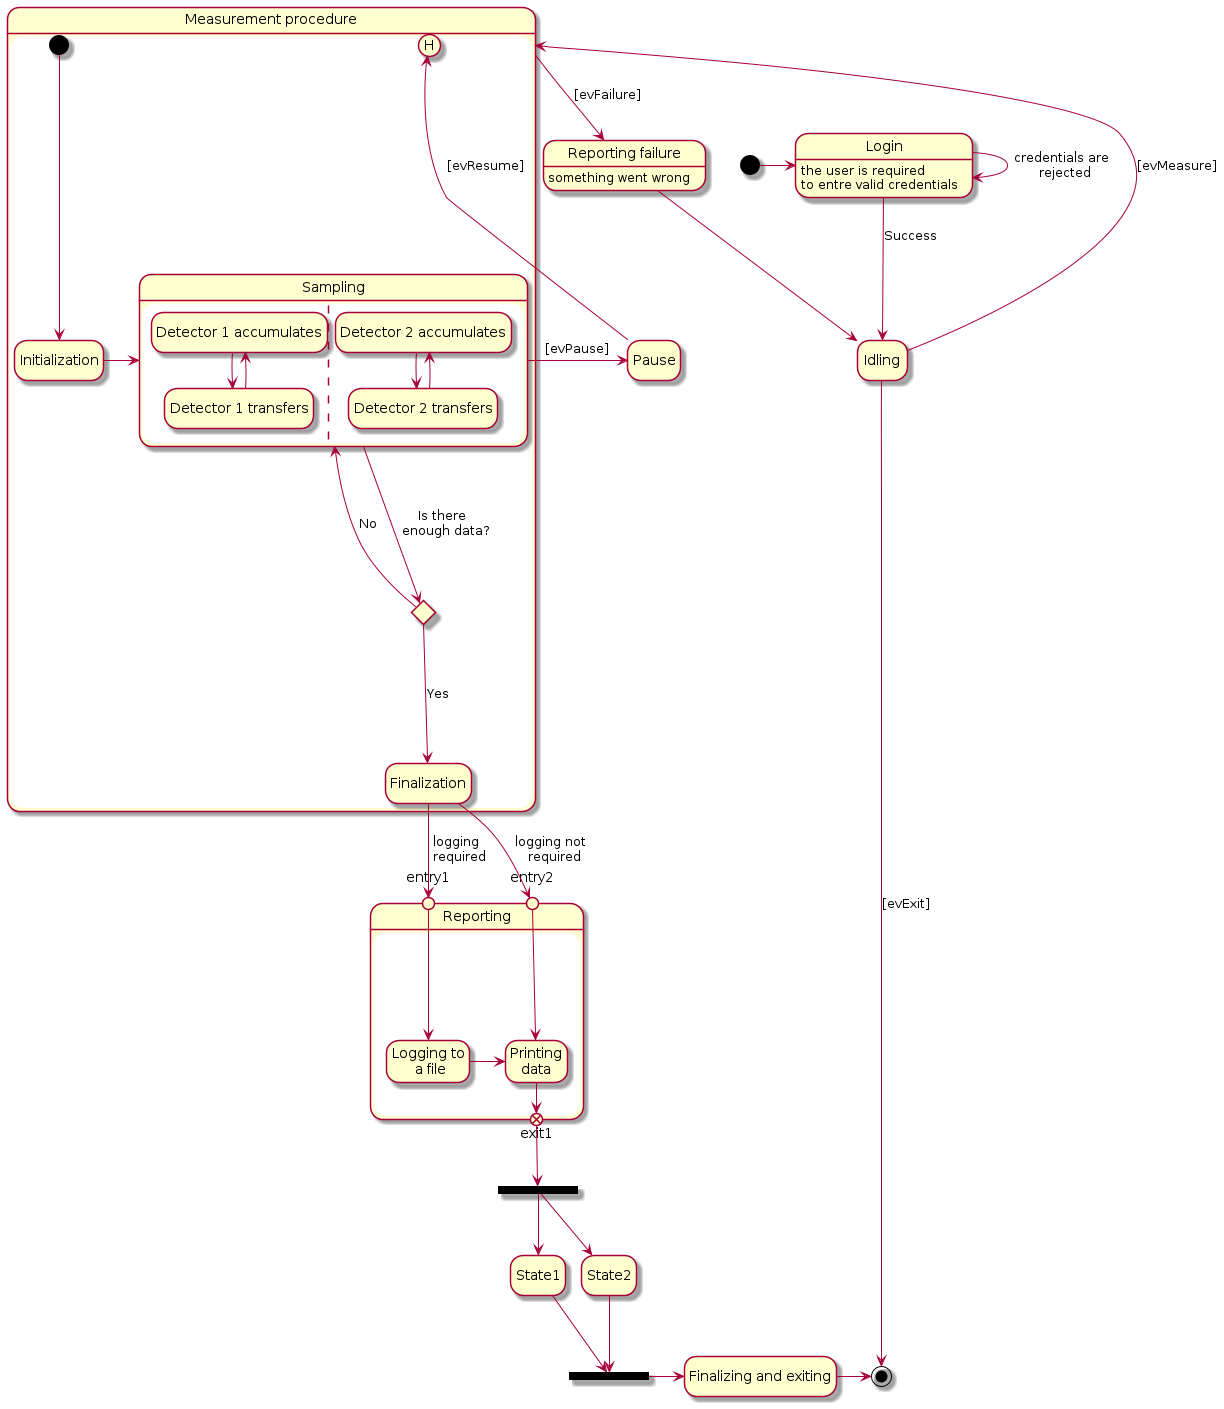 Measurement procedure
H
[evFailure]
Reporting failure
something went wrong
Login
the user is required
to entre valid credentials
credentials are
rejected
[evResume]
[evMeasure]
Success
Sampling
Detector 1 accumulates
Detector 2 accumulates
Initialization
[evPause]
Pause
Idling
Detector 1 transfers
Detector 2 transfers
Is there
enough data?
No
Yes
Finalization
logging
required
logging not
required
entry1
entry2
[evExit]
Reporting
Logging to
a file
Printing
data
exit1
State1
State2
Finalizing and exiting